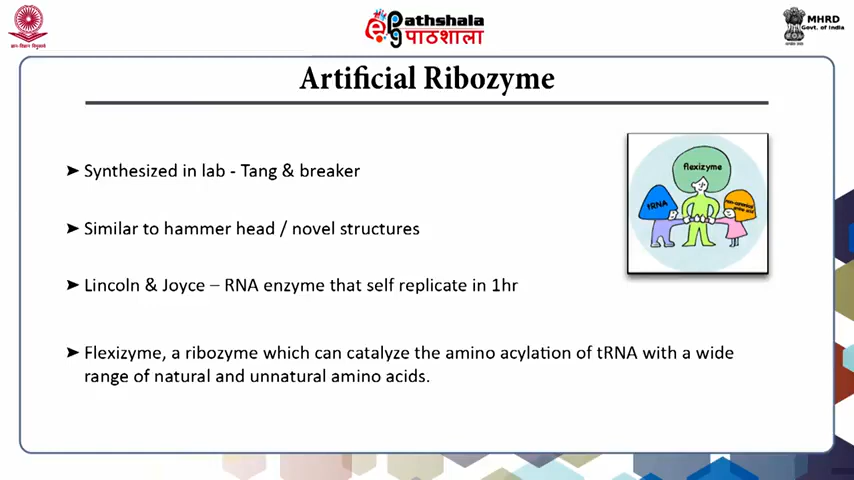 Pathshala
पाठशाला
MHRD
Govt. of India
Artificial Ribozyme
➤ Synthesized in lab - Tang & breaker
➤ Similar to hammer head / novel structures
➤ Lincoln & Joyce – RNA enzyme that self replicate in 1hr
➤ Flexizyme, a ribozyme which can catalyze the amino acylation of tRNA with a wide
range of natural and unnatural amino acids.
flexizyme
tRNA